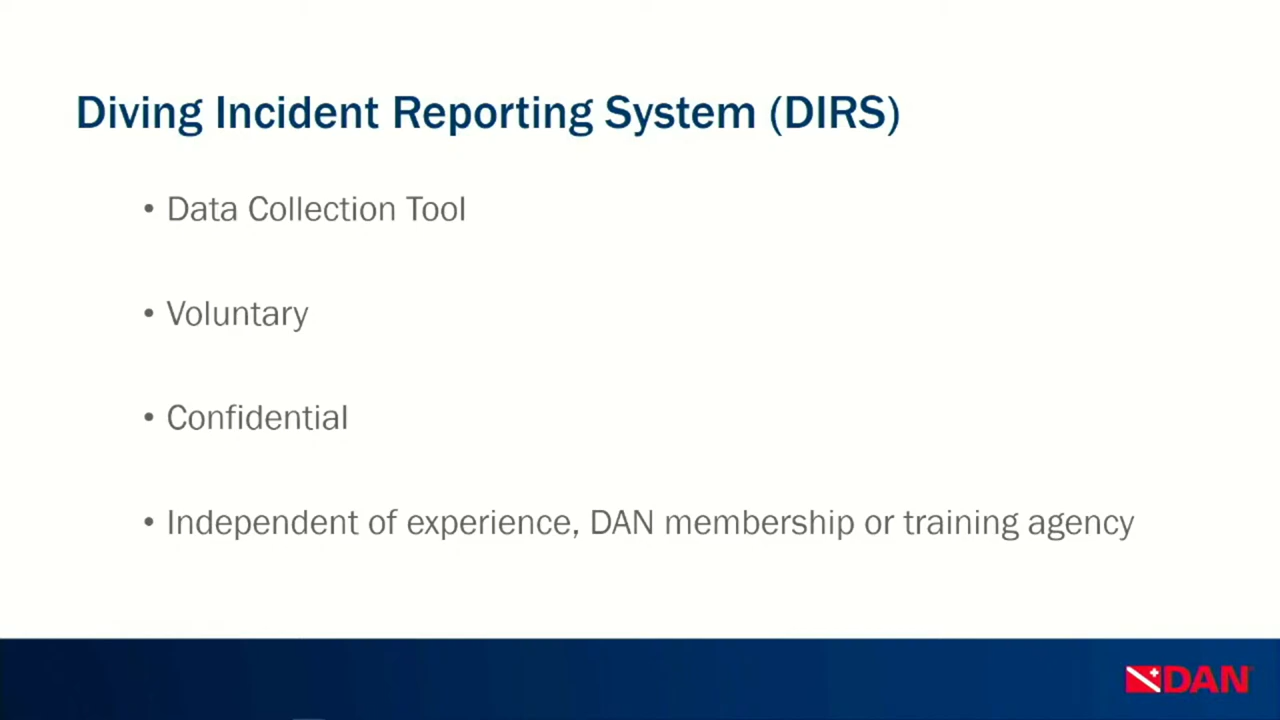 Diving Incident Reporting System (DIRS)
• Data Collection Tool
• Voluntary
• Confidential
• Independent of experience, DAN membership or training agency
DAN